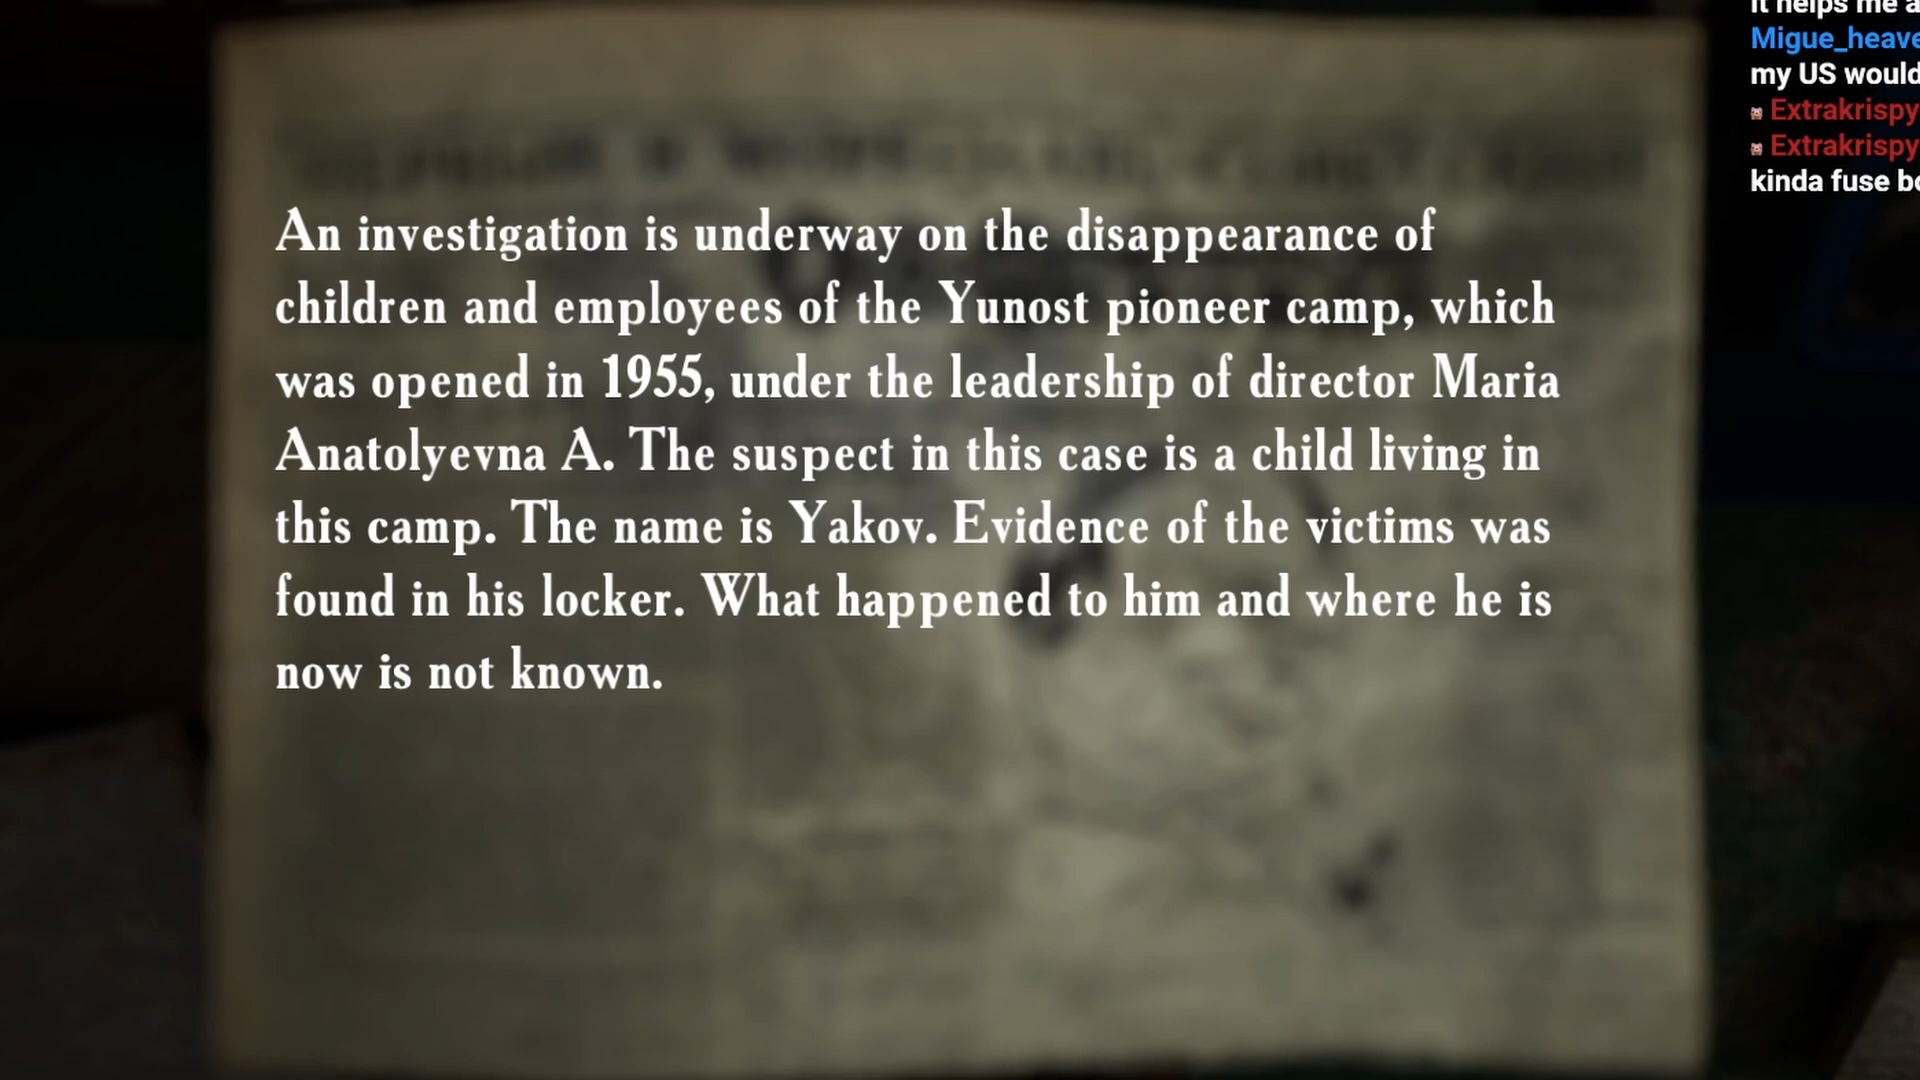 An investigation is underway on the disappearance of
children and employees of the Yunost pioneer camp, which
was opened in 1955, under the leadership of director Maria
Anatolyevna A. The suspect in this case is a child living in
this camp. The name is Yakov. Evidence of the victims was
found in his locker. What happened to him and where he is
now is not known.
it helps me a
Migue_heave
my US would
Extrakrispy
Extrakrispy
kinda fuse bo